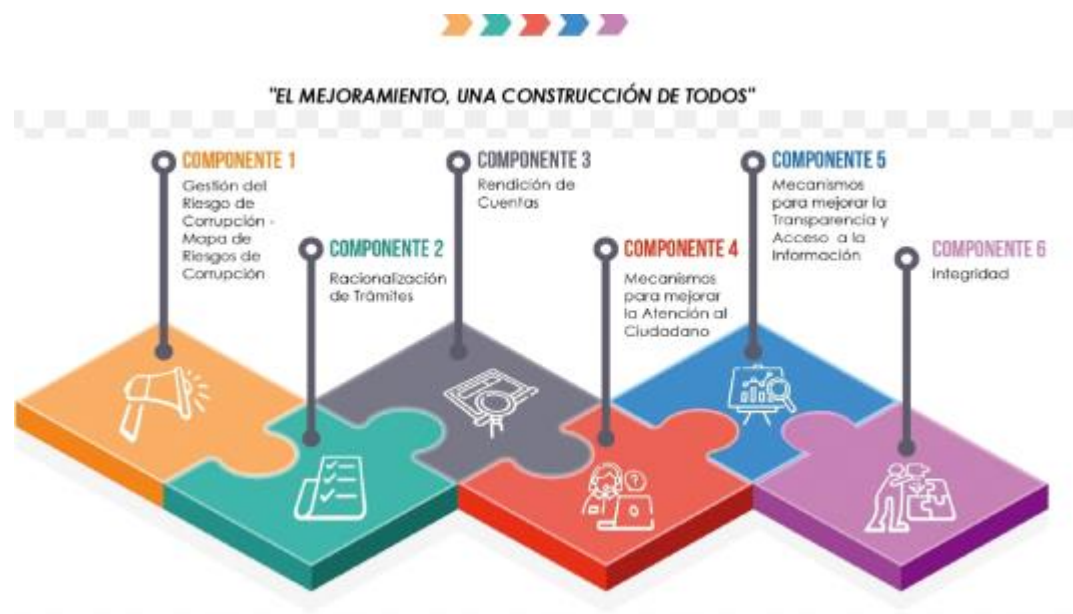 "EL MEJORAMIENTO, UNA CONSTRUCCIÓN DE TODOS"
COMPONENTE 1
Gestión del
Riesgo de
Corrupción -
Mapa de
Riesgos de
Corrupción
COMPONENTE 2
Racionalización
de Trámites
COMPONENTE 3
Rendición de
Cuentas
COMPONENTE 4
Mecanismos
para mejorar
la Atención al
Ciudadano
COMPONENTE 5
Mecanismos
para mejorar la
Transparencia y
Acceso a la
Información
COMPONENTE 6
Integridad